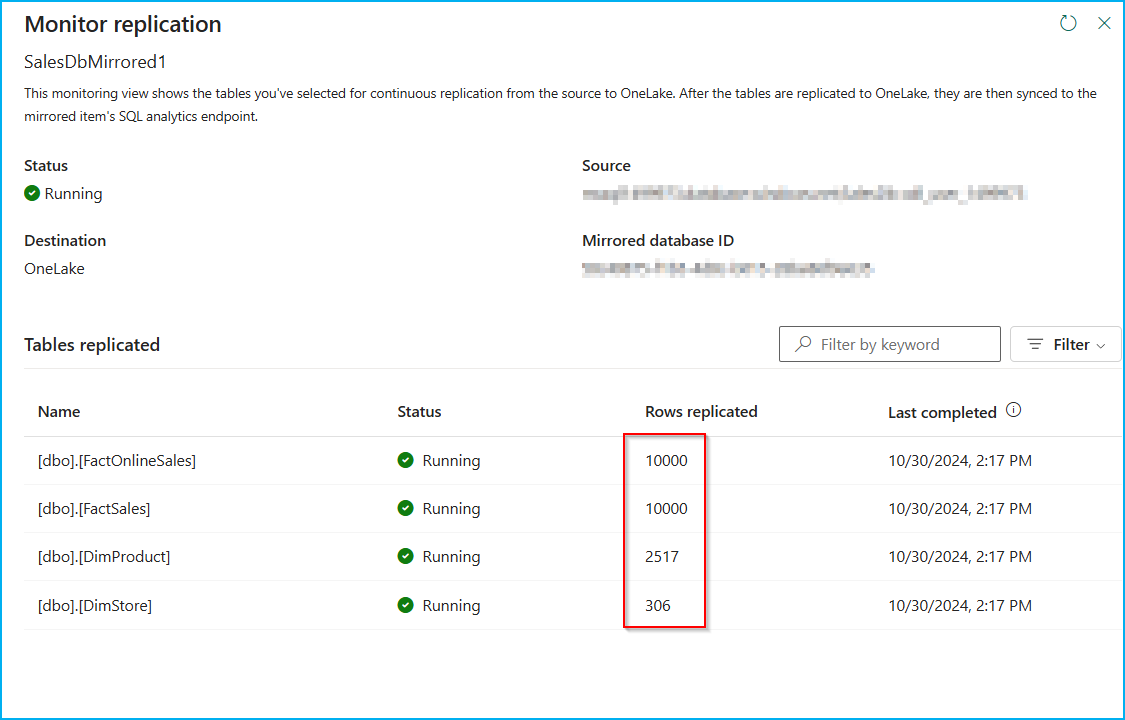 Monitor replication
SalesDbMirrored1
This monitoring view shows the tables you've selected for continuous replication from the source to OneLake. After the tables are replicated to OneLake, they are then synced to the
mirrored item's SQL analytics endpoint.
Status
Running
Source
Destination
OneLake
Mirrored database ID
Tables replicated
Filter by keyword
Filter
Name Status Rows replicated Last completed
[dbo].[FactOnlineSales] Running 10000 10/30/2024, 2:17 PM
[dbo].[FactSales] Running 10000 10/30/2024, 2:17 PM
[dbo].[DimProduct] Running 2517 10/30/2024, 2:17 PM
[dbo].[DimStore] Running 306 10/30/2024, 2:17 PM